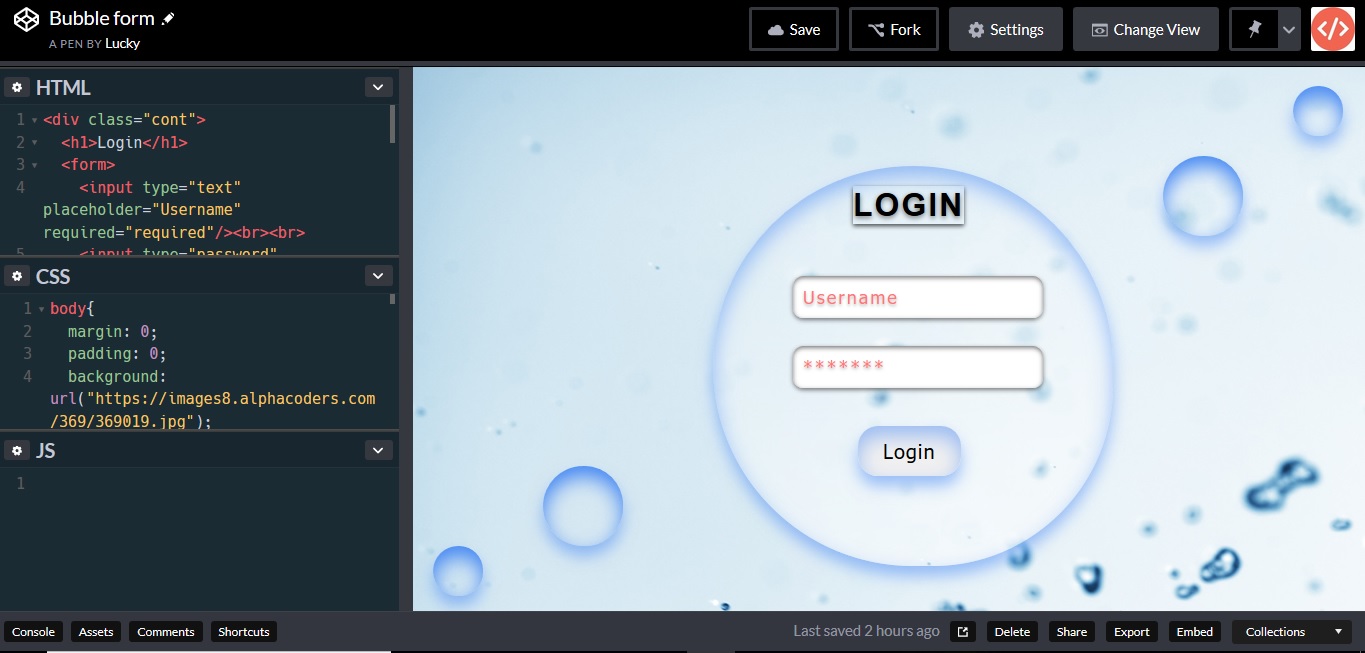 Bubble form
A PEN BY Lucky
Save
Fork
Settings
Change View
HTML
1 <div class="cont">
2 <h1>Login</h1>
3 <form>
4 <input type="text"
placeholder="Username"
required="required"/><br><br>
5 <input type="password"
CSS
1 body{
2 margin: 0;
3 padding: 0;
4 background:
url("https://images8.alphacoders.com
/369/369019.jpg");
JS
1
LOGIN
Username
*******
Login
Console
Assets
Comments
Shortcuts
Last saved 2 hours ago
Delete
Share
Export
Embed
Collections